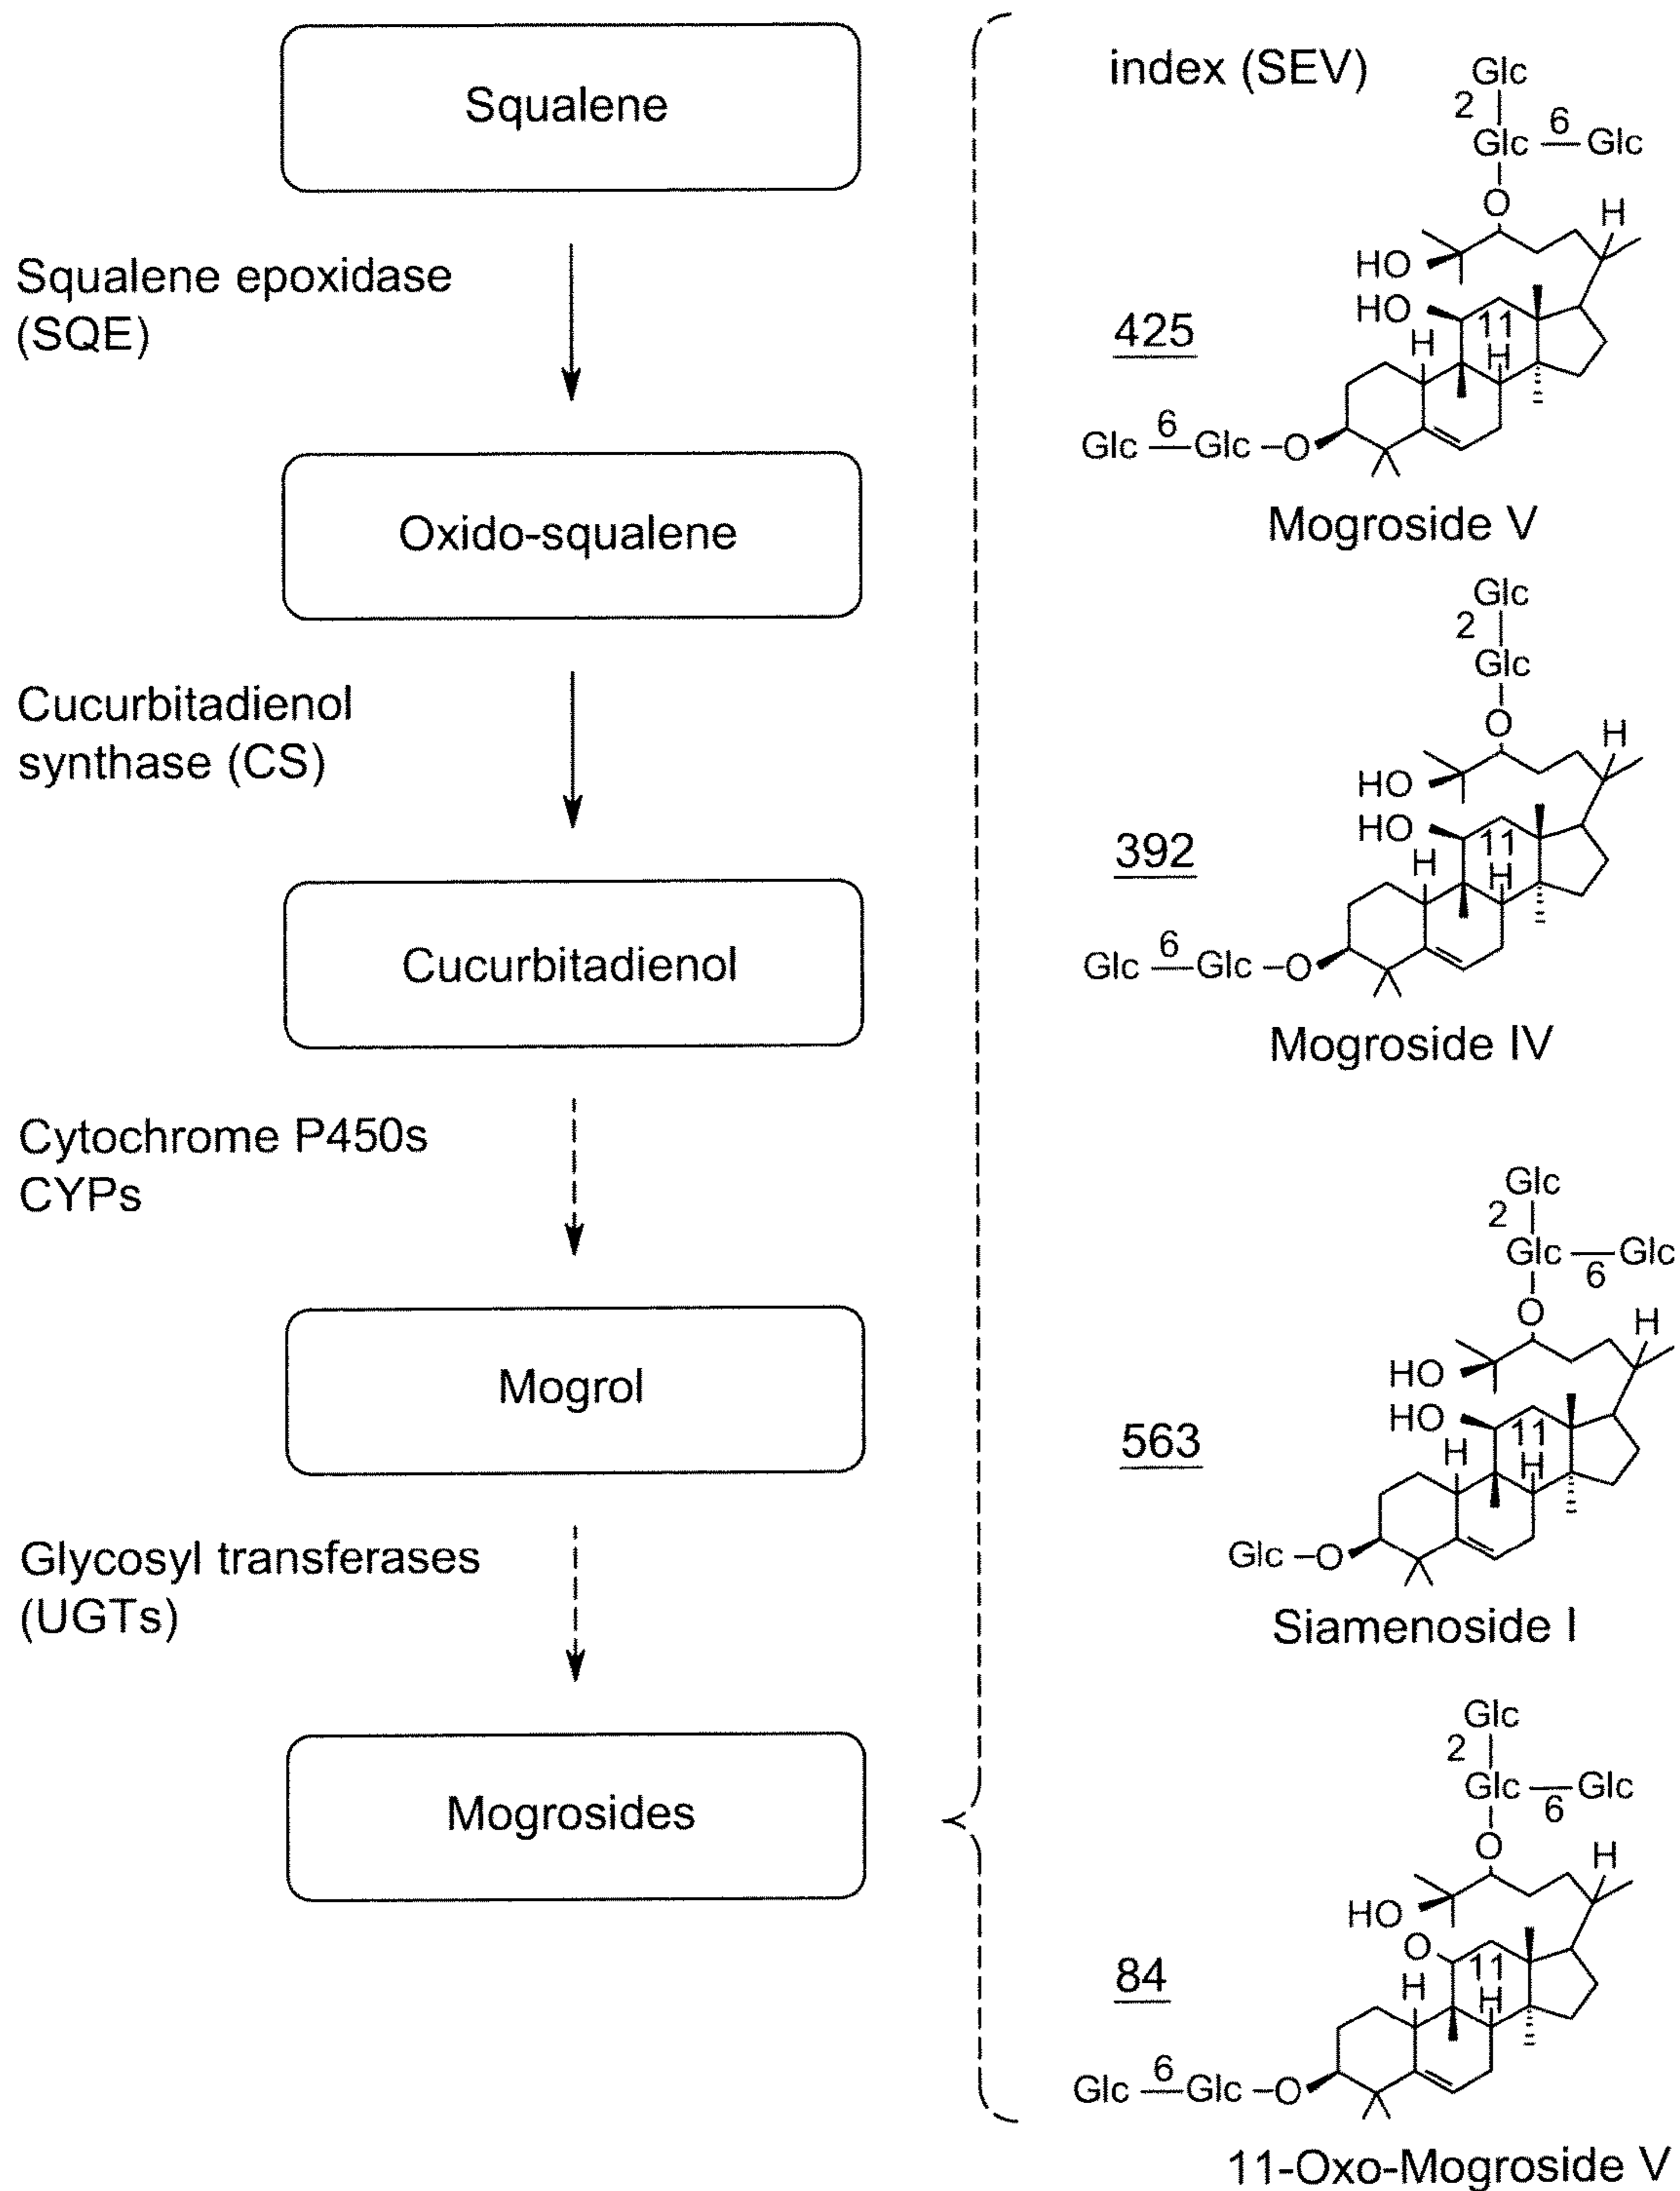 Squalene
Squalene epoxidase
(SQE)
Oxido-squalene
Cucurbitadienol
synthase (CS)
Cucurbitadienol
Cytochrome P450s
CYPs
Mogrol
Glycosyl transferases
(UGTs)
Mogrosides
index (SEV)
Glc
2
6
Glc
Glc
O
H
HO
HO
11
425
H
H
Glc
6
Glc
O
Mogroside V
Glc
2
Glc
O
H
HO
HO
11
392
H
H
Glc
6
Glc
O
Mogroside IV
Glc
2
Glc
Glc
6
O
H
HO
HO
11
563
H
H
Glc
O
Siamenoside I
Glc
2
Glc
Glc
6
O
H
HO
O
11
84
H
H
Glc
6
Glc
O
11-Oxo-Mogroside V